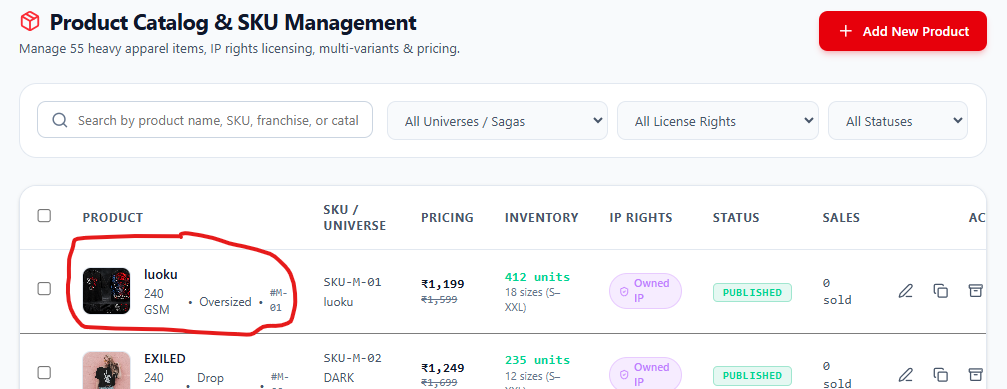 Product Catalog & SKU Management
Manage 55 heavy apparel items, IP rights licensing, multi-variants & pricing.
Add New Product
Search by product name, SKU, franchise, or catal
All Universes / Sagas
All License Rights
All Statuses
PRODUCT
SKU /
UNIVERSE
PRICING
INVENTORY
IP RIGHTS
STATUS
SALES
AC
luoku
240
GSM
• Oversized •
#M-
01
SKU-M-01
luoku
₹1,199
₹1,599
412 units
18 sizes (S–
XXL)
Owned
IP
PUBLISHED
0
sold
EXILED
240
• Drop
• #M-
SKU-M-02
DARK
₹1,249
₹1,699
235 units
12 sizes (S–
Owned
IP
PUBLISHED
0
sold